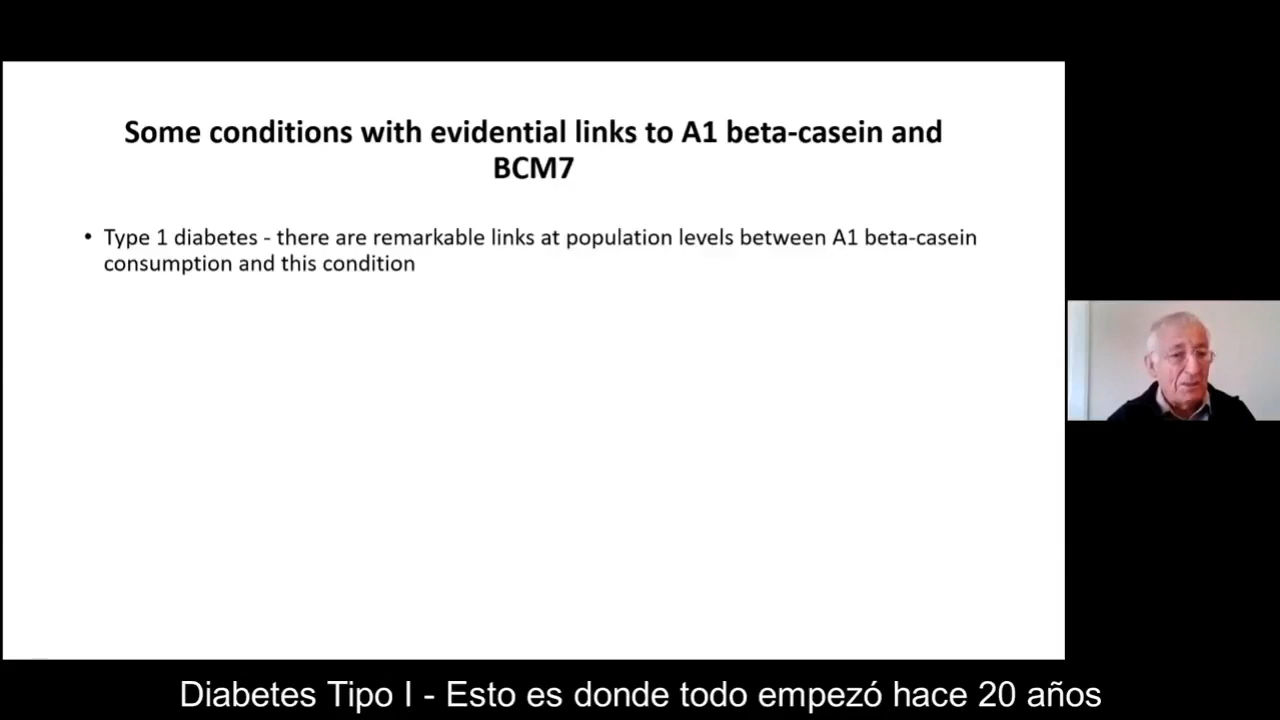 Some conditions with evidential links to A1 beta-casein and
BCM7
• Type 1 diabetes - there are remarkable links at population levels between A1 beta-casein
consumption and this condition
Diabetes Tipo I - Esto es donde todo empezó hace 20 años